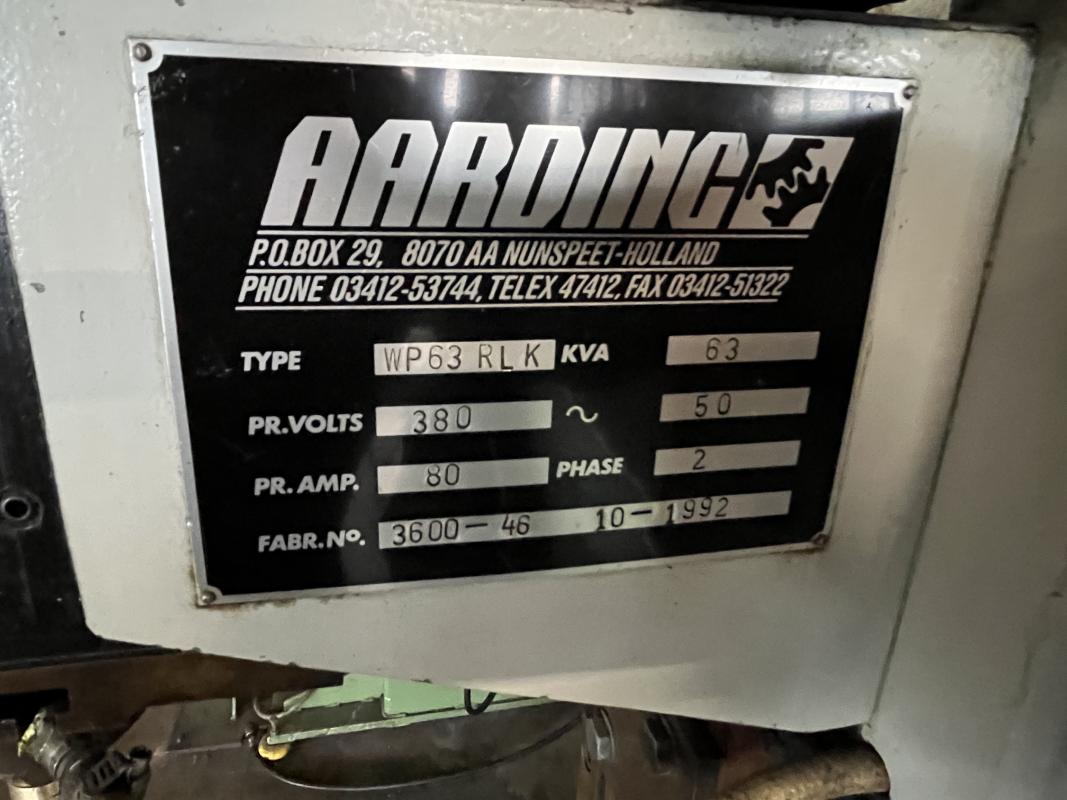 AARDING
P.O.BOX 29, 8070 AA NUNSPEET-HOLLAND
PHONE 03412-53744, TELEX 47412, FAX 03412-51322
TYPE WP63 RLK KVA 63
PR.VOLTS 380 ~ 50
PR. AMP. 80 PHASE 2
FABR.No. 3600-46 10-1992